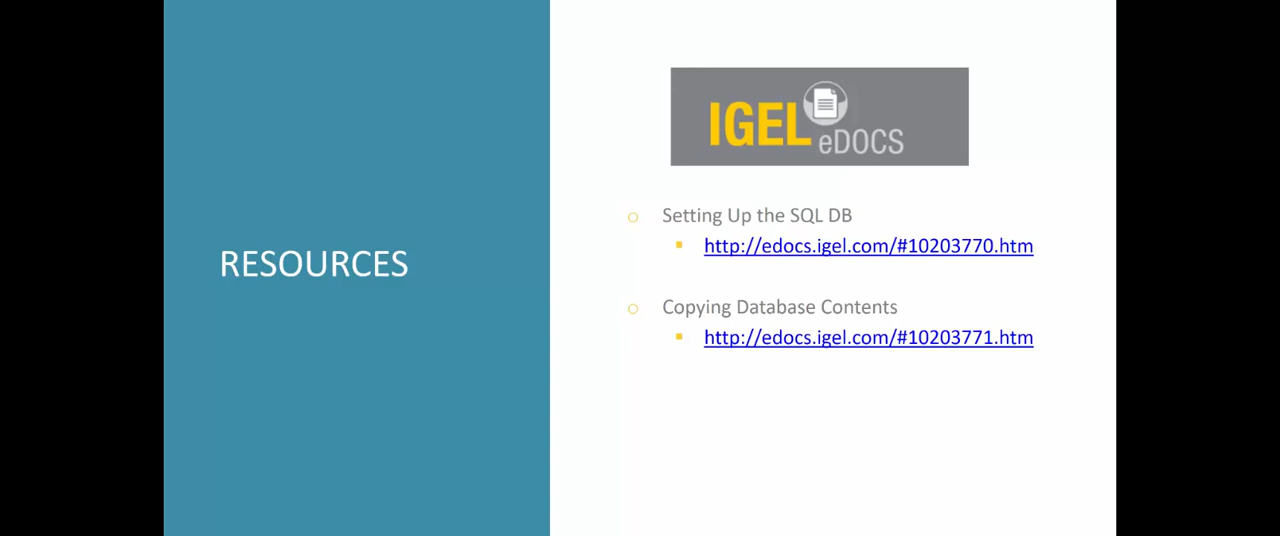 RESOURCES
IGEL
eDOCS
Setting Up the SQL DB
http://edocs.igel.com/#10203770.htm
Copying Database Contents
http://edocs.igel.com/#10203771.htm